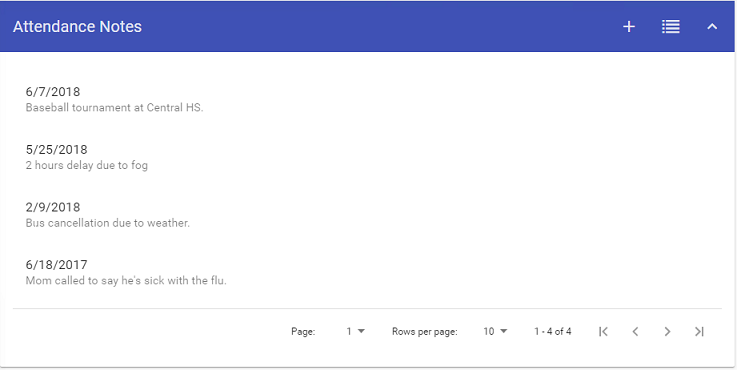 Attendance Notes
6/7/2018
Baseball tournament at Central HS.
5/25/2018
2 hours delay due to fog
2/9/2018
Bus cancellation due to weather.
6/18/2017
Mom called to say he's sick with the flu.
Page: 1 Rows per page: 10 1 - 4 of 4